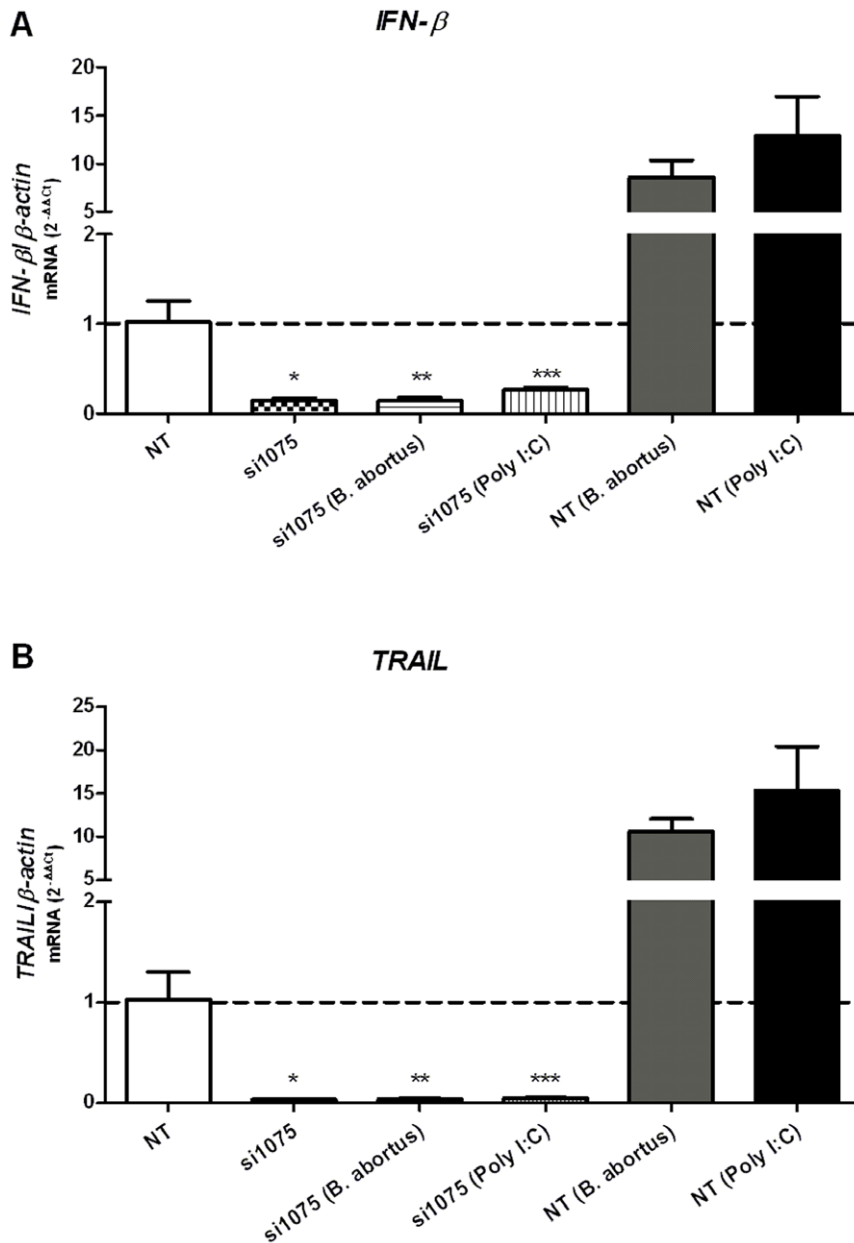 A
IFN-β
20
15
10
5
2
1
0
IFN-β/β-actin
mRNA (2^-ΔΔCt)
* ** ***
NT
si1075
si1075 (B. abortus)
si1075 (Poly I:C)
NT (B. abortus)
NT (Poly I:C)
B
TRAIL
25
20
15
10
5
2
1
0
TRAIL/β-actin
mRNA (2^-ΔΔCt)
* ** ***
NT
si1075
si1075 (B. abortus)
si1075 (Poly I:C)
NT (B. abortus)
NT (Poly I:C)